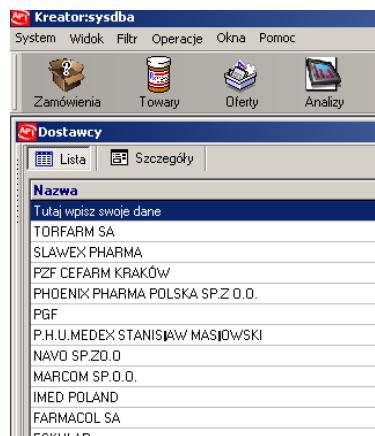 APT Kreator:sysdba
System Widok Filtr Operacje Okna Pomoc
Zamówienia Towary Oferty Analizy
APT Dostawcy
Lista Szczegóły
Nazwa
Tutaj wpisz swoje dane
TORFARM SA
SLAWEX PHARMA
PZF CEFARM KRAKÓW
PHOENIX PHARMA POLSKA SP.Z O.O.
PGF
P.H.U.MEDEX STANISŁAW MASIOWSKI
NAVO SP.ZO.O
MARCOM SP.O.O.
IMED POLAND
FARMACOL SA